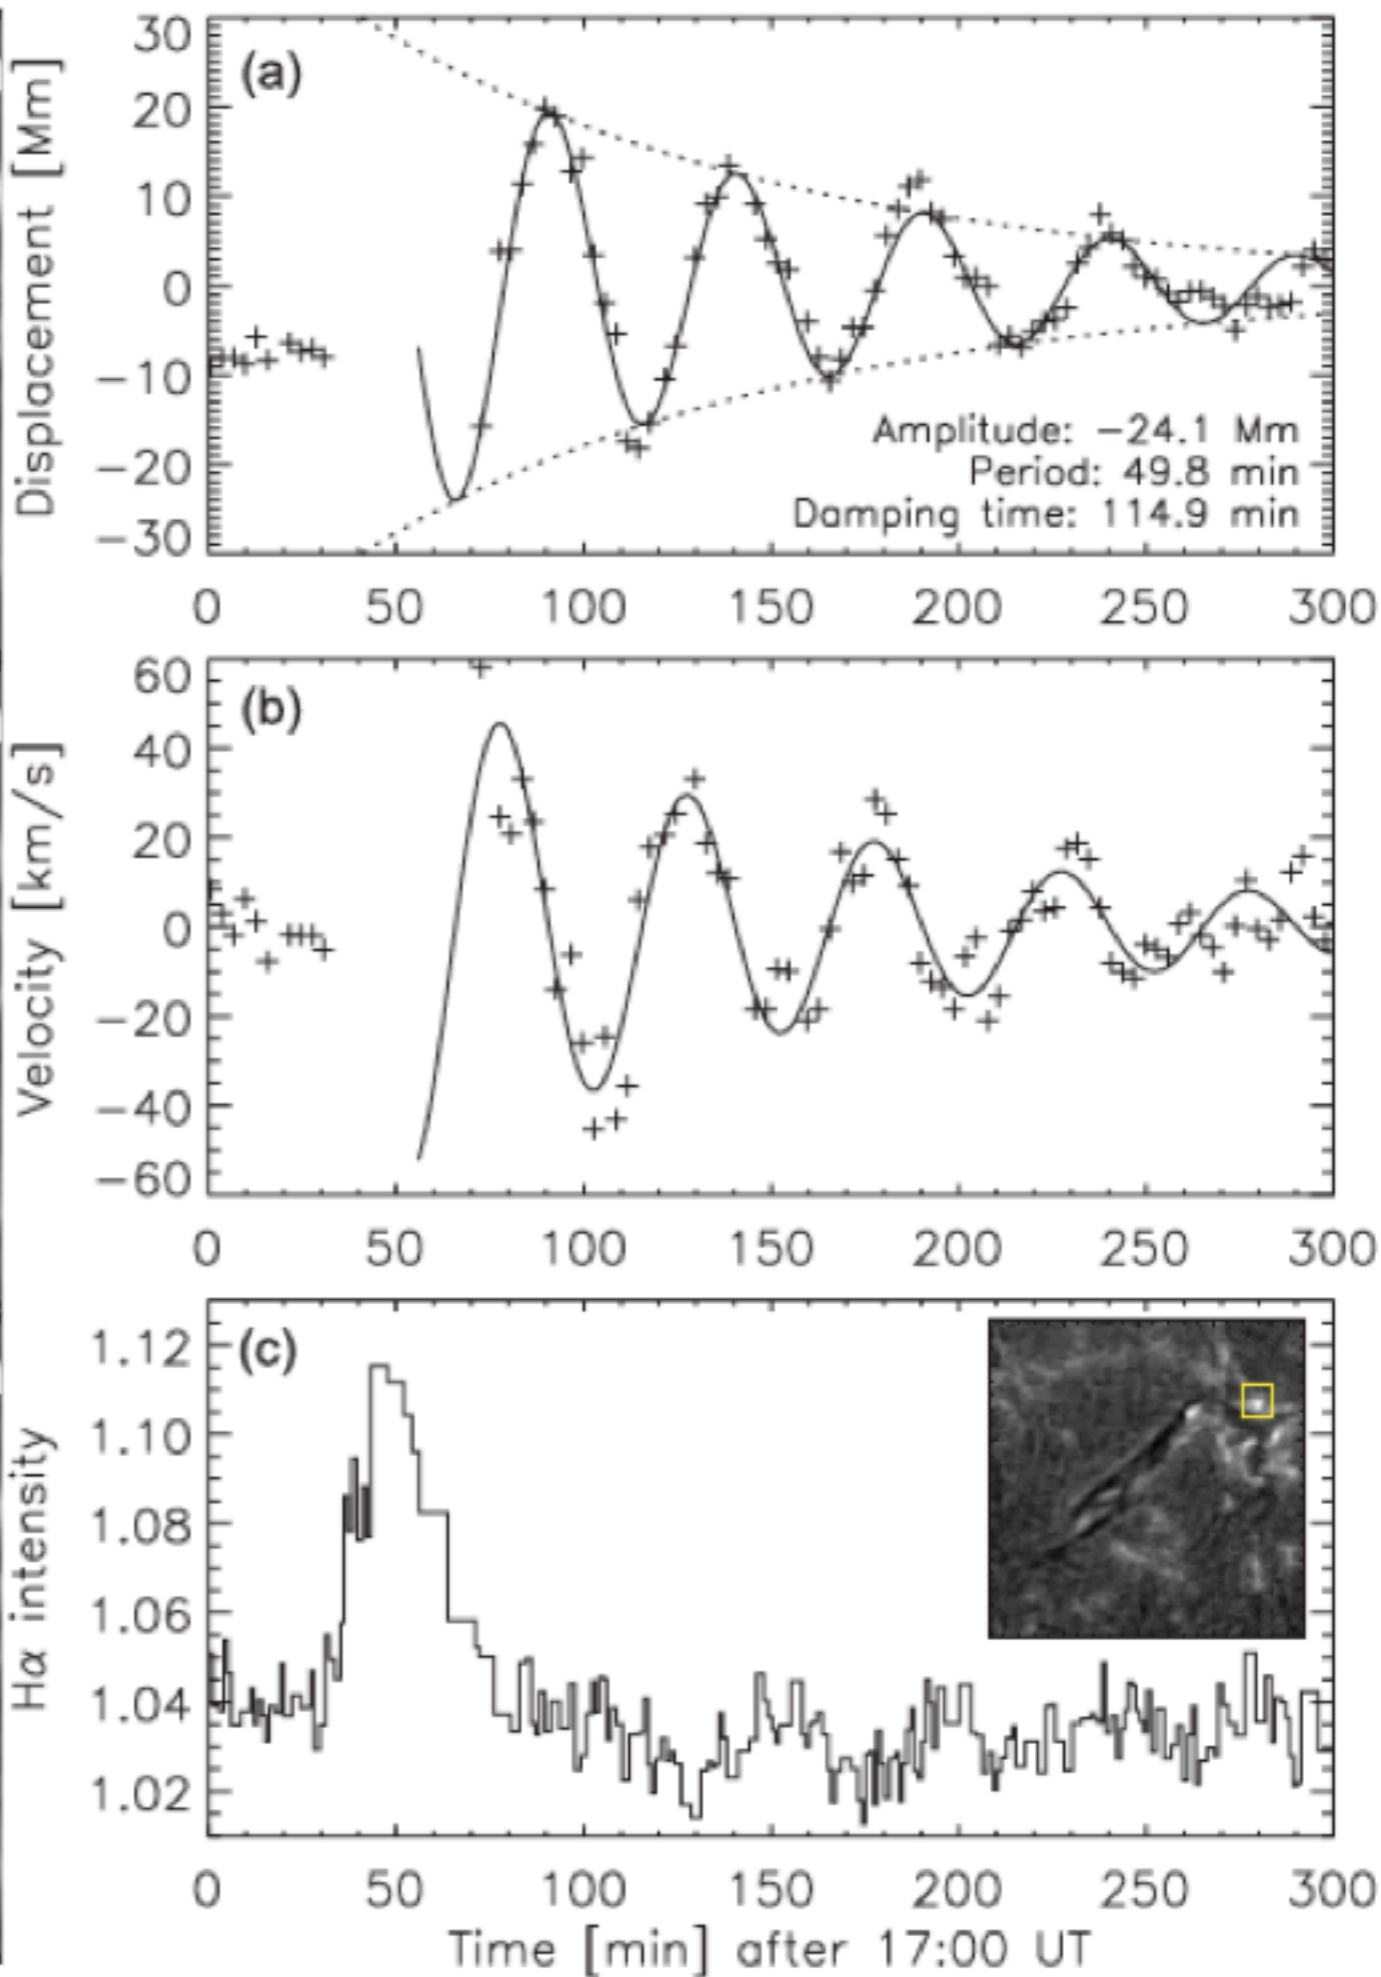 30
20
10
0
−10
−20
−30
Displacement [Mm]
(a)
Amplitude: −24.1 Mm
Period: 49.8 min
Damping time: 114.9 min
0 50 100 150 200 250 300
60
40
20
0
−20
−40
−60
Velocity [km/s]
(b)
0 50 100 150 200 250 300
1.12
1.10
1.08
1.06
1.04
1.02
Hα intensity
(c)
0 50 100 150 200 250 300
Time [min] after 17:00 UT